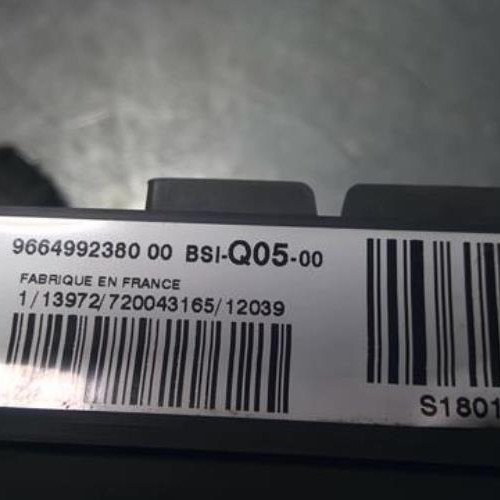 9664992380 00 BSI-Q05-00
FABRIQUE EN FRANCE
1/13972/720043165/12039
S1801